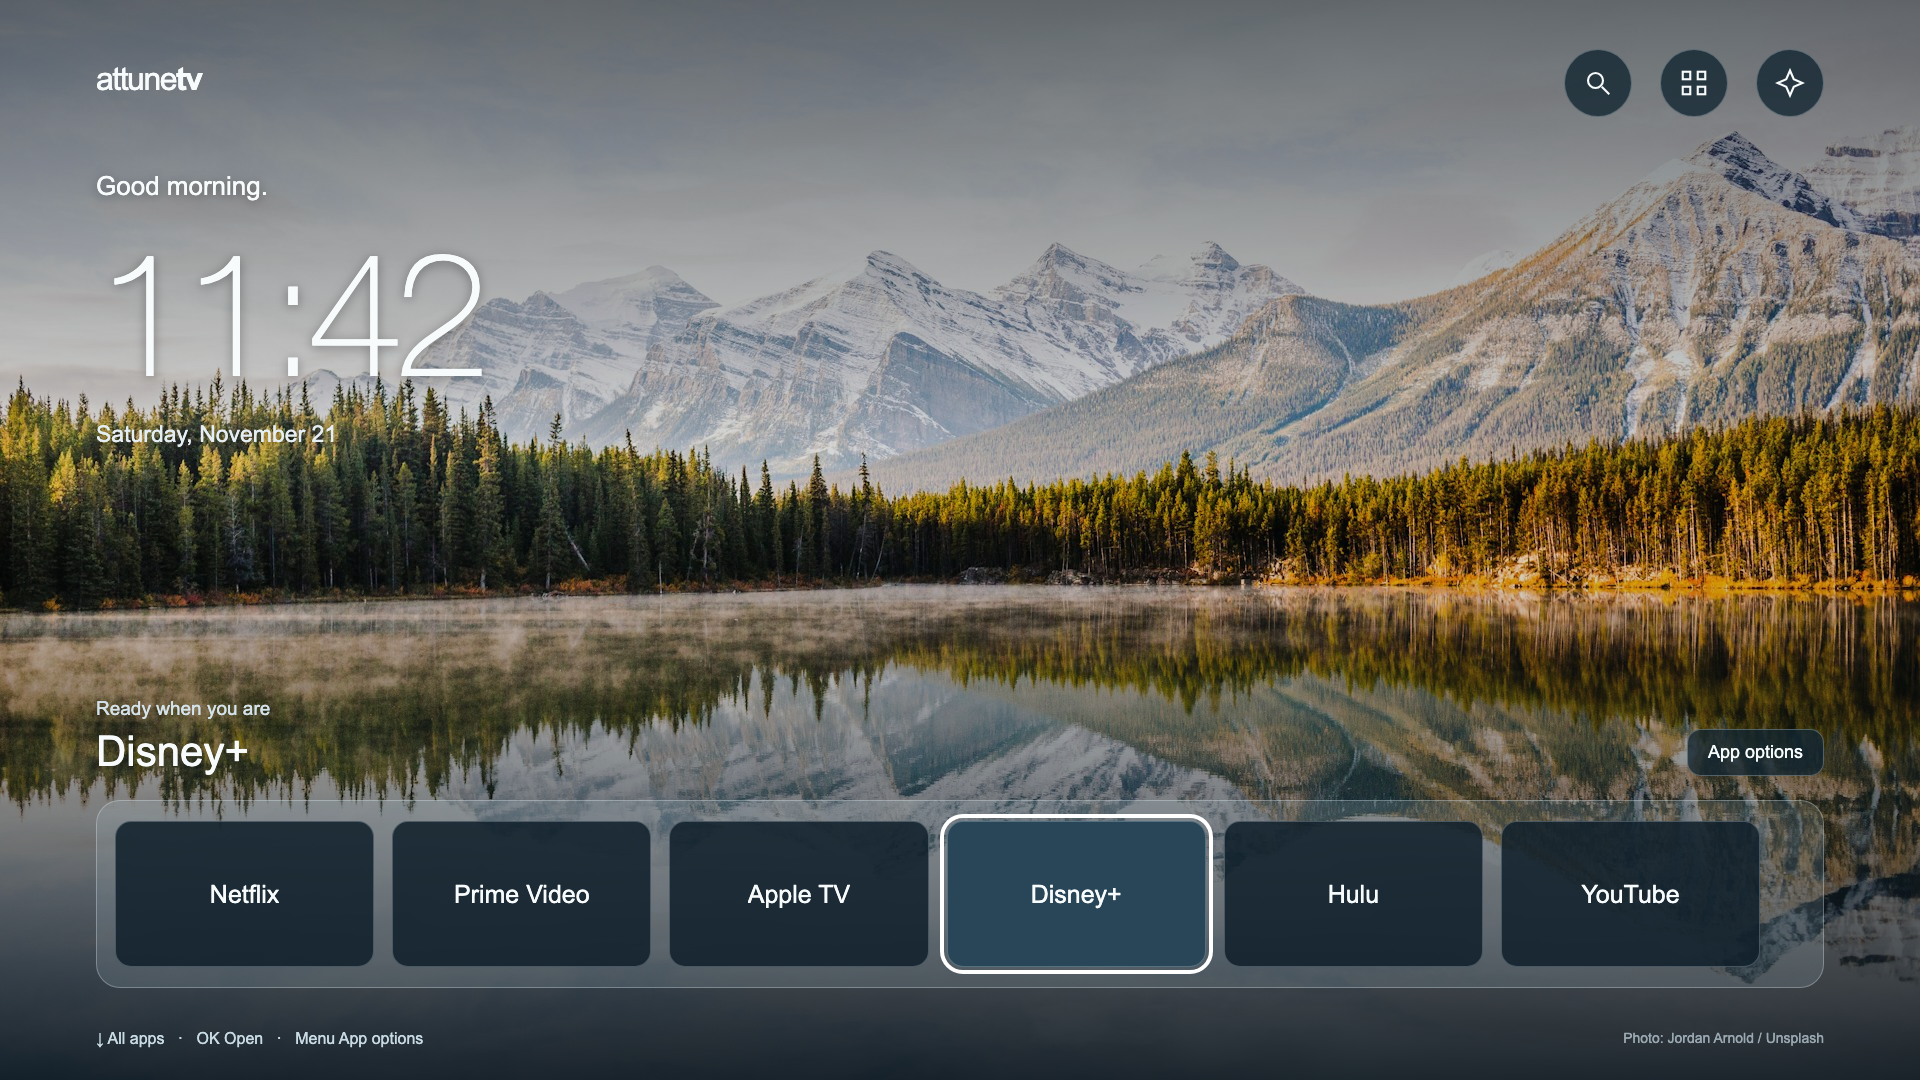 attunetv
Good morning.
11:42
Saturday, November 21
Ready when you are
Disney+
App options
Netflix
Prime Video
Apple TV
Disney+
Hulu
YouTube
↓ All apps · OK Open · Menu App options
Photo: Jordan Arnold / Unsplash